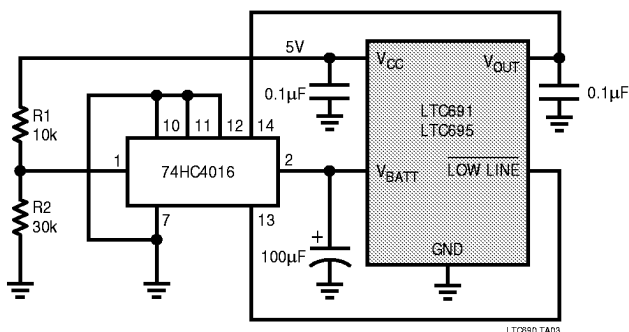 5V
VCC
VOUT
0.1µF
0.1µF
LTC691
LTC695
R1
10k
10
11
12
14
1
74HC4016
2
VBATT
LOW LINE
R2
30k
7
13
100µF
+
GND
LTC690 TA03